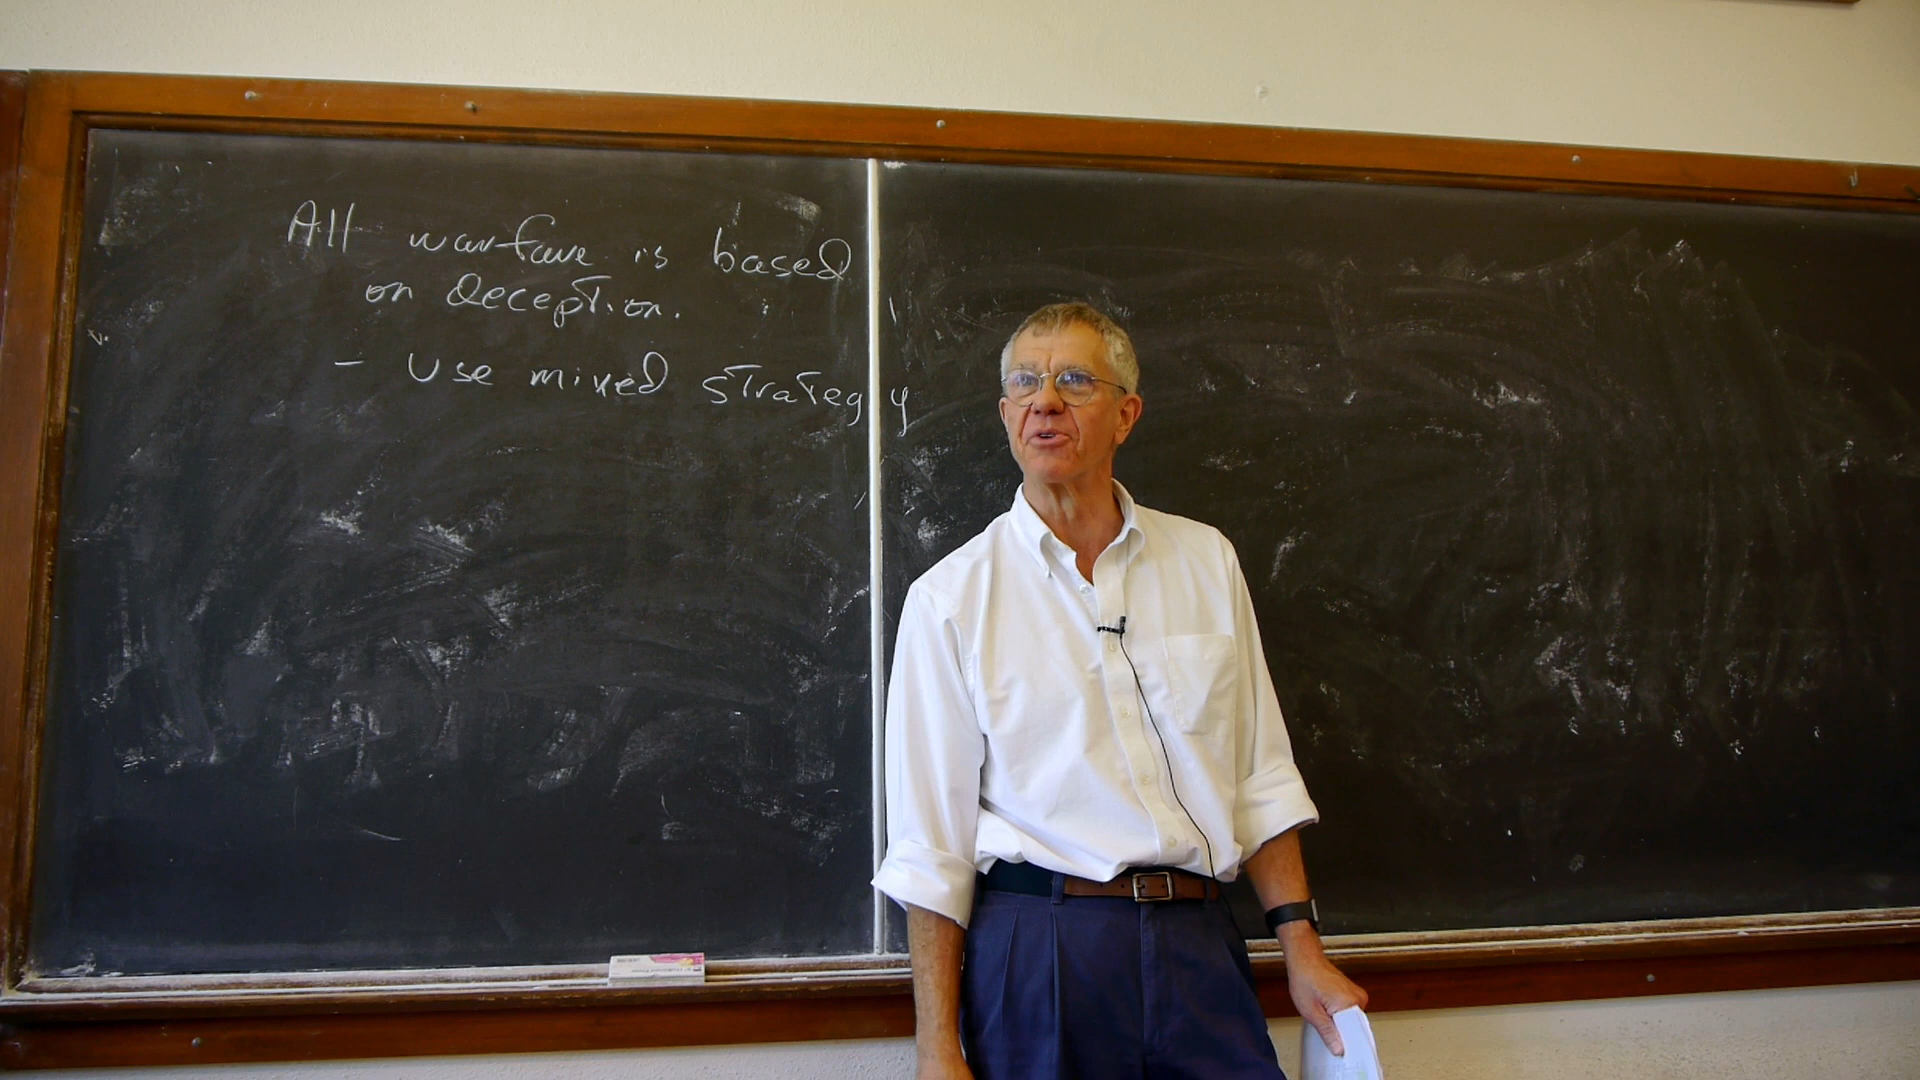 All warfare is based
on deception.
- Use mixed strategy